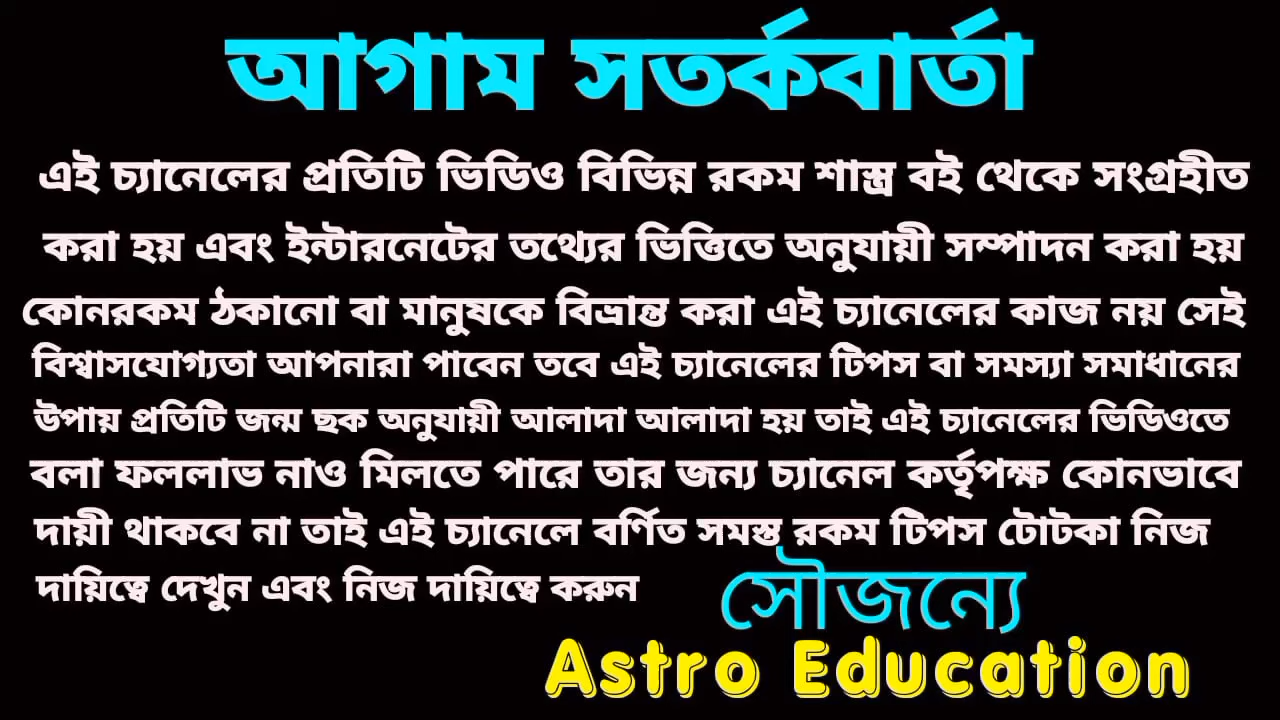 আগাম সতর্কবার্তা
এই চ্যানেলের প্রতিটি ভিডিও বিভিন্ন রকম শাস্ত্র বই থেকে সংগ্রহীত
করা হয় এবং ইন্টারনেটের তথ্যের ভিত্তিতে অনুযায়ী সম্পাদন করা হয়
কোনরকম ঠকানো বা মানুষকে বিভ্রান্ত করা এই চ্যানেলের কাজ নয় সেই
বিশ্বাসযোগ্যতা আপনারা পাবেন তবে এই চ্যানেলের টিপস বা সমস্যা সমাধানের
উপায় প্রতিটি জন্ম ছক অনুযায়ী আলাদা আলাদা হয় তাই এই চ্যানেলের ভিডিওতে
বলা ফললাভ নাও মিলতে পারে তার জন্য চ্যানেল কর্তৃপক্ষ কোনভাবে
দায়ী থাকবে না তাই এই চ্যানেলে বর্ণিত সমস্ত রকম টিপস টোটকা নিজ
দায়িত্বে দেখুন এবং নিজ দায়িত্বে করুন
সৌজন্যে
Astro Education